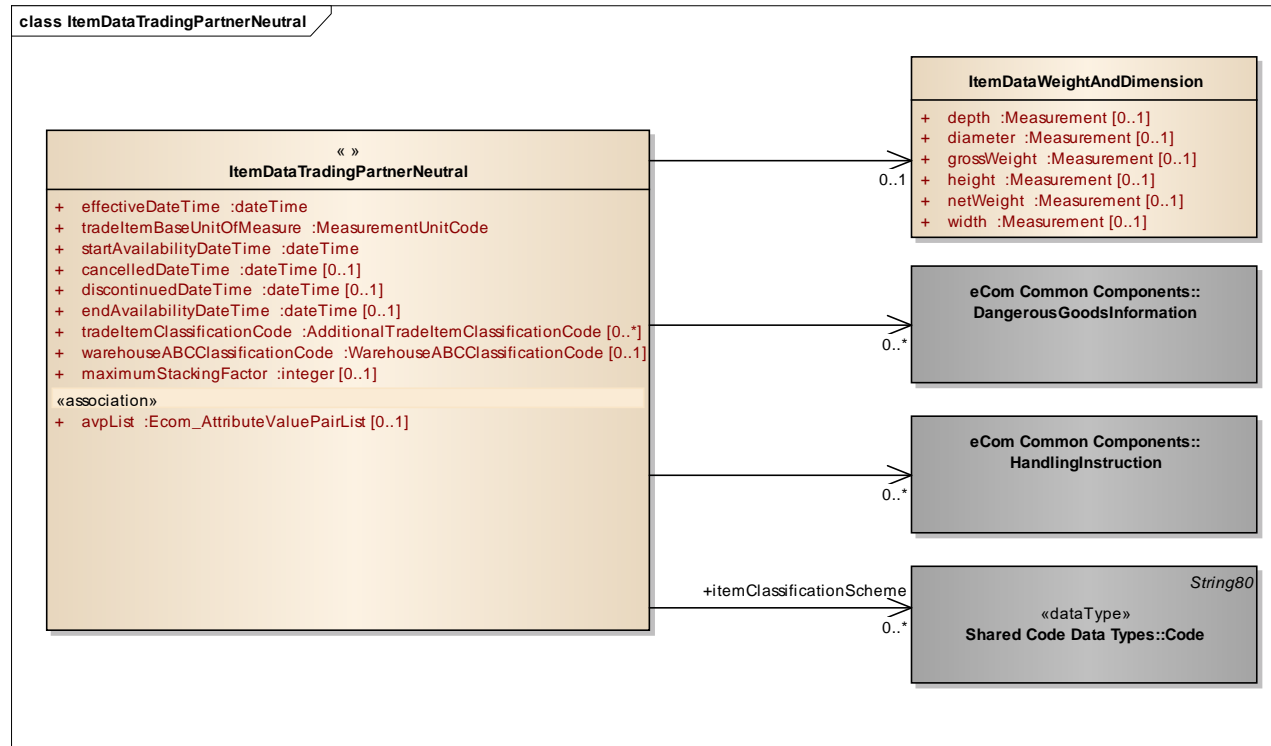 class ItemDataTradingPartnerNeutral
« »
ItemDataTradingPartnerNeutral
+ effectiveDateTime :dateTime
+ tradeItemBaseUnitOfMeasure :MeasurementUnitCode
+ startAvailabilityDateTime :dateTime
+ cancelledDateTime :dateTime [0..1]
+ discontinuedDateTime :dateTime [0..1]
+ endAvailabilityDateTime :dateTime [0..1]
+ tradeItemClassificationCode :AdditionalTradeItemClassificationCode [0..*]
+ warehouseABCClassificationCode :WarehouseABCClassificationCode [0..1]
+ maximumStackingFactor :integer [0..1]
«association»
+ avpList :Ecom_AttributeValuePairList [0..1]
0..1
ItemDataWeightAndDimension
+ depth :Measurement [0..1]
+ diameter :Measurement [0..1]
+ grossWeight :Measurement [0..1]
+ height :Measurement [0..1]
+ netWeight :Measurement [0..1]
+ width :Measurement [0..1]
0..*
eCom Common Components::
DangerousGoodsInformation
0..*
eCom Common Components::
HandlingInstruction
+itemClassificationScheme
0..*
String80
«dataType»
Shared Code Data Types::Code